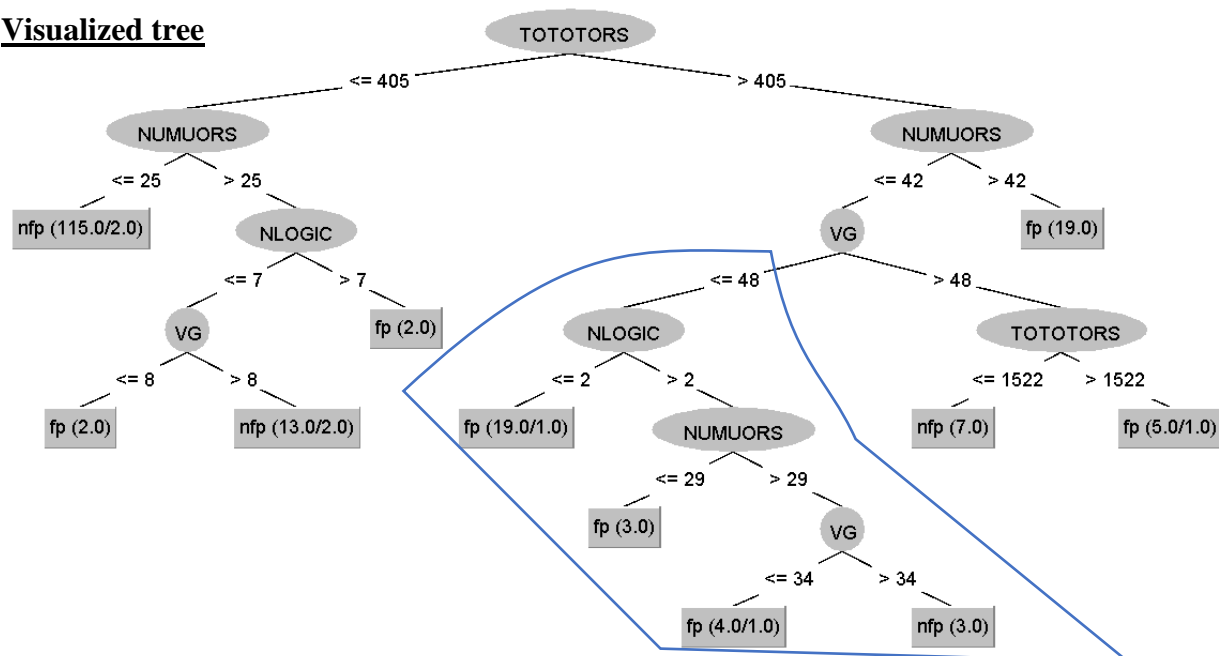 Visualized tree
TOTOTORS
<= 405
> 405
NUMUORS
NUMUORS
<= 25
> 25
<= 42
> 42
nfp (115.0/2.0)
NLOGIC
VG
fp (19.0)
<= 7
> 7
<= 48
> 48
VG
fp (2.0)
NLOGIC
TOTOTORS
<= 8
> 8
<= 2
> 2
<= 1522
> 1522
fp (2.0)
nfp (13.0/2.0)
fp (19.0/1.0)
NUMUORS
nfp (7.0)
fp (5.0/1.0)
<= 29
> 29
fp (3.0)
VG
<= 34
> 34
fp (4.0/1.0)
nfp (3.0)